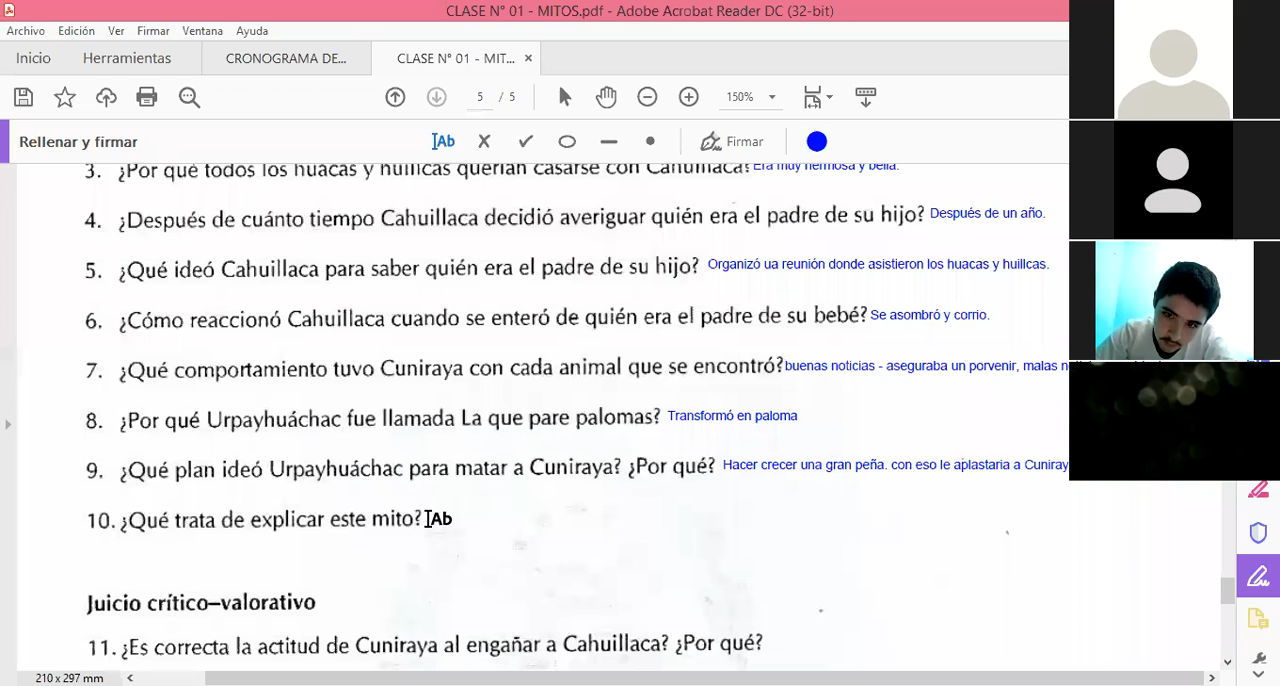 CLASE N° 01 - MITOS.pdf - Adobe Acrobat Reader DC (32-bit)
Archivo Edición Ver Firmar Ventana Ayuda
Inicio Herramientas CRONOGRAMA DE... CLASE N° 01 - MIT... ×
5 / 5 150%
Rellenar y firmar Ab Firmar
3. ¿Por qué todos los huacas y huillcas querían casarse con Cahuillaca? Era muy hermosa y bella.
4. ¿Después de cuánto tiempo Cahuillaca decidió averiguar quién era el padre de su hijo? Después de un año.
5. ¿Qué ideó Cahuillaca para saber quién era el padre de su hijo? Organizó ua reunión donde asistieron los huacas y huillcas.
6. ¿Cómo reaccionó Cahuillaca cuando se enteró de quién era el padre de su bebé? Se asombró y corrio.
7. ¿Qué comportamiento tuvo Cuniraya con cada animal que se encontró? buenas noticias - aseguraba un porvenir, malas
8. ¿Por qué Urpayhuáchac fue llamada La que pare palomas? Transformó en paloma
9. ¿Qué plan ideó Urpayhuáchac para matar a Cuniraya? ¿Por qué? Hacer crecer una gran peña. con eso le aplastaria a Cuniray
10. ¿Qué trata de explicar este mito? Ab
Juicio crítico–valorativo
11. ¿Es correcta la actitud de Cuniraya al engañar a Cahuillaca? ¿Por qué?
210 x 297 mm